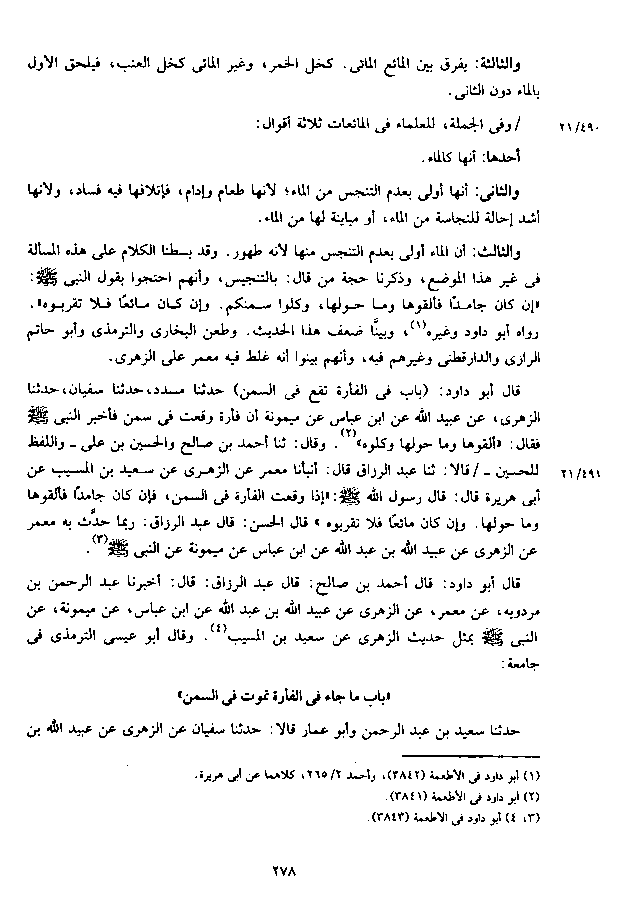 والثالثة: يفرق بين المائع المائى. كخل الخمر، وغير المائى كخل العنب، فيلحق الأول
بالماء دون الثانى.
٢١/٤٩٠
/وفى الجملة، للعلماء فى المائعات ثلاثة أقوال:
أحدها: أنها كالماء.
والثانى: أنها أولى بعدم التنجس من الماء؛ لأنها طعام وإدام، فإتلافها فيه فساد، ولأنها
أشد إحالة للنجاسة من الماء، أو مباينة لها من الماء.
والثالث: أن الماء أولى بعدم التنجس منها لأنه طهور. وقد بسطنا الكلام على هذه المسألة
فى غير هذا الموضع، وذكرنا حجة من قال: بالتنجيس، وأنهم احتجوا بقول النبى ﷺ:
«إن كان جامدًا فألقوها وما حولها، وكلوا سمنكم. وإن كان مائعًا فلا تقربوه».
رواه أبو داود وغيره(١)، وبينَّا ضعف هذا الحديث. وطعن البخارى والترمذى وأبو حاتم
الرازى والدارقطنى وغيرهم فيه، وأنهم بينوا أنه غلط فيه معمر على الزهرى.
قال أبو داود: (باب فى الفأرة تقع فى السمن) حدثنا مسدد، حدثنا سفيان، حدثنا
الزهرى، عن عبيد الله عن ابن عباس عن ميمونة أن فأرة وقعت فى سمن فأخبر النبى ﷺ
فقال: «ألقوها وما حولها وكلوه»(٢). وقال: ثنا أحمد بن صالح والحسين بن على ـ واللفظ
٢١/٤٩١
للحسين ـ /قالا: ثنا عبد الرزاق قال: أنبأنا معمر عن الزهرى عن سعيد بن المسيب عن
أبى هريرة قال: قال رسول الله ﷺ: «إذا وقعت الفأرة فى السمن، فإن كان جامدًا فألقوها
وما حولها. وإن كان مائعًا فلا تقربوه » قال الحسن: قال عبد الرزاق: ربما حدَّث به معمر
عن الزهرى عن عبيد الله بن عبد الله عن ابن عباس عن ميمونة عن النبى ﷺ(٣).
قال أبو داود: قال أحمد بن صالح: قال عبد الرزاق: قال: أخبرنا عبد الرحمن بن
مردويه، عن معمر، عن الزهرى عن عبيد الله بن عبد الله عن ابن عباس، عن ميمونة، عن
النبى ﷺ بمثل حديث الزهرى عن سعيد بن المسيب(٤). وقال أبو عيسى الترمذى فى
جامعة:
«باب ما جاء فى الفأرة تموت فى السمن»
حدثنا سعيد بن عبد الرحمن وأبو عمار قالا: حدثنا سفيان عن الزهرى عن عبيد الله بن
(١) أبو داود فى الأطعمة (٣٨٤٢)، وأحمد ٢/ ٢٦٥، كلاهما عن أبى هريرة.
(٢) أبو داود فى الأطعمة (٣٨٤١).
(٣، ٤) أبو داود فى الأطعمة (٣٨٤٣).
٢٧٨